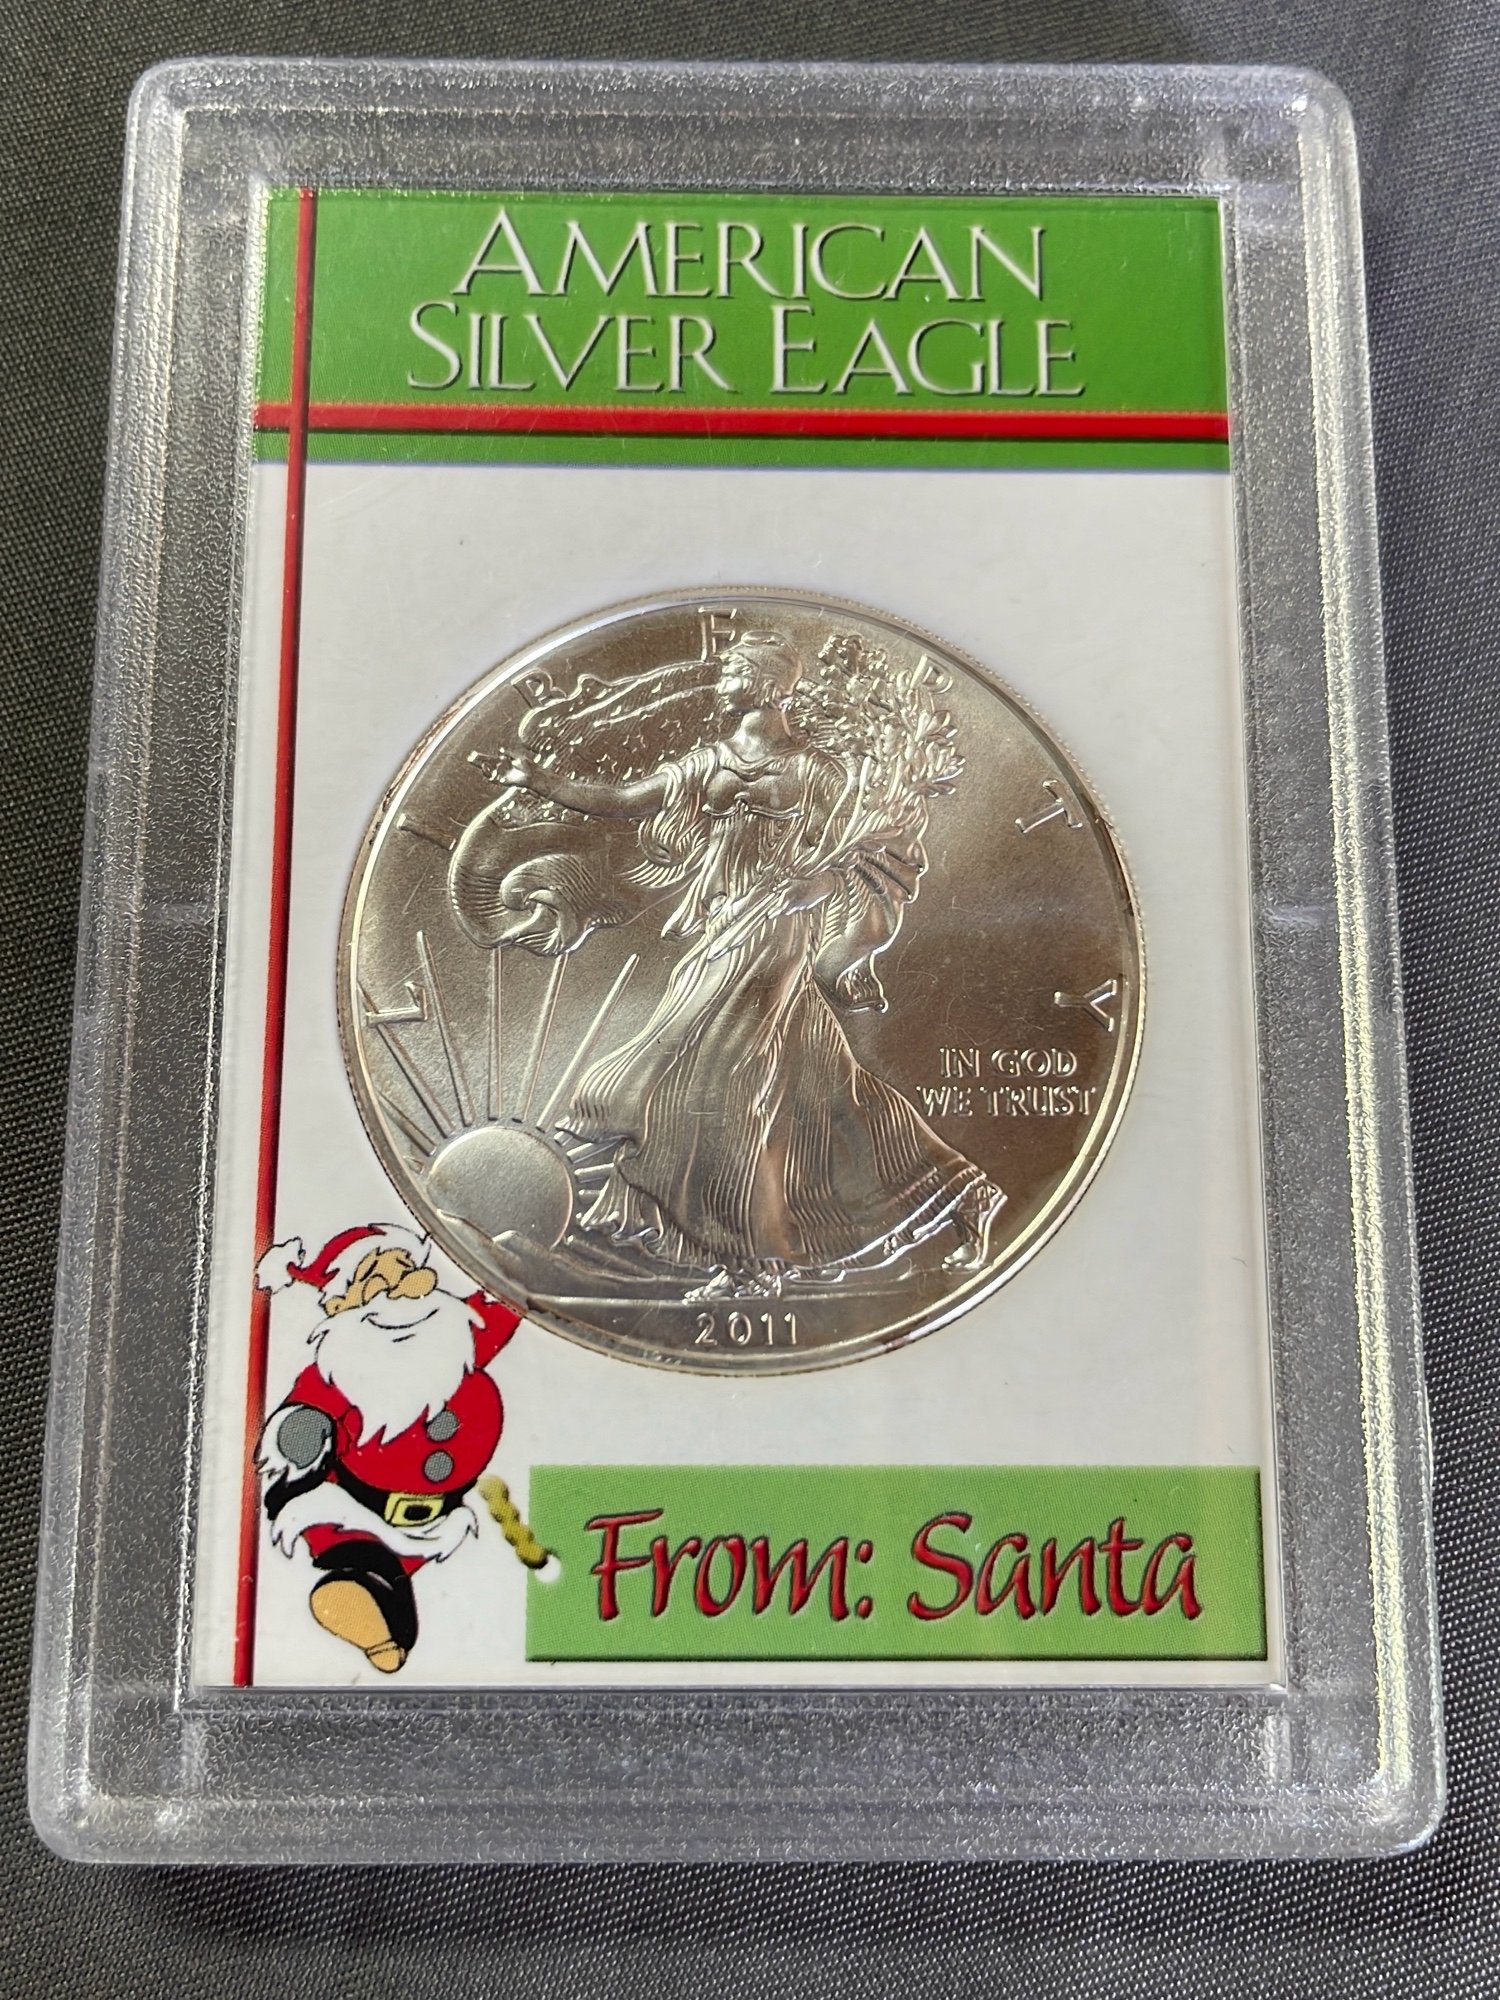 AMERICAN
SILVER EAGLE
LIBERTY
IN GOD
WE TRUST
2011
From: Santa